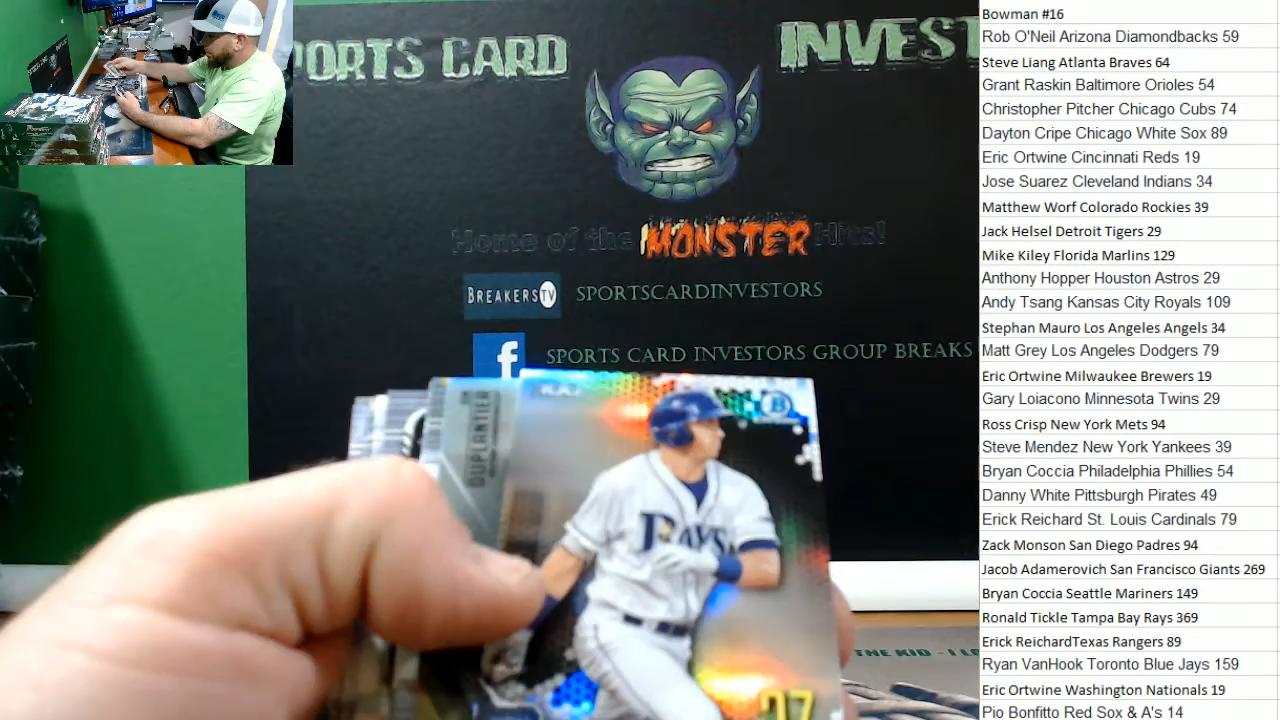 PORTS CARD INVEST
Home of the MONSTER Hits!
BREAKERS TV SPORTSCARDINVESTORS
f SPORTS CARD INVESTORS GROUP BREAKS
DUPLANTIER
B
RAYS
27
THE KID - I LE
Bowman #16
Rob O'Neil Arizona Diamondbacks 59
Steve Liang Atlanta Braves 64
Grant Raskin Baltimore Orioles 54
Christopher Pitcher Chicago Cubs 74
Dayton Cripe Chicago White Sox 89
Eric Ortwine Cincinnati Reds 19
Jose Suarez Cleveland Indians 34
Matthew Worf Colorado Rockies 39
Jack Helsel Detroit Tigers 29
Mike Kiley Florida Marlins 129
Anthony Hopper Houston Astros 29
Andy Tsang Kansas City Royals 109
Stephan Mauro Los Angeles Angels 34
Matt Grey Los Angeles Dodgers 79
Eric Ortwine Milwaukee Brewers 19
Gary Loiacono Minnesota Twins 29
Ross Crisp New York Mets 94
Steve Mendez New York Yankees 39
Bryan Coccia Philadelphia Phillies 54
Danny White Pittsburgh Pirates 49
Erick Reichard St. Louis Cardinals 79
Zack Monson San Diego Padres 94
Jacob Adamerovich San Francisco Giants 269
Bryan Coccia Seattle Mariners 149
Ronald Tickle Tampa Bay Rays 369
Erick ReichardTexas Rangers 89
Ryan VanHook Toronto Blue Jays 159
Eric Ortwine Washington Nationals 19
Pio Bonfitto Red Sox & A's 14